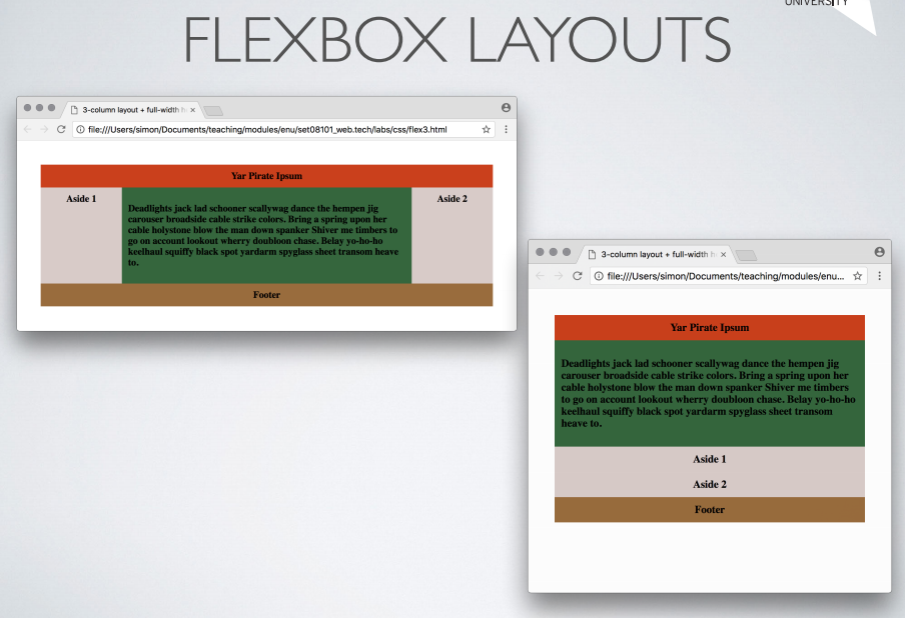 UNIVERSITY
FLEXBOX LAYOUTS
3-column layout + full-width h
file:///Users/simon/Documents/teaching/modules/enu/set08101_web.tech/labs/css/flex3.html
Yar Pirate Ipsum
Aside 1
Deadlights jack lad schooner scallywag dance the hempen jig
carouser broadside cable strike colors. Bring a spring upon her
cable holystone blow the man down spanker Shiver me timbers to
go on account lookout wherry doubloon chase. Belay yo-ho-ho
keelhaul squiffy black spot yardarm spyglass sheet transom heave
to.
Aside 2
Footer
3-column layout + full-width h
file:///Users/simon/Documents/teaching/modules/enu...
Yar Pirate Ipsum
Deadlights jack lad schooner scallywag dance the hempen jig
carouser broadside cable strike colors. Bring a spring upon her
cable holystone blow the man down spanker Shiver me timbers
to go on account lookout wherry doubloon chase. Belay yo-ho-ho
keelhaul squiffy black spot yardarm spyglass sheet transom
heave to.
Aside 1
Aside 2
Footer